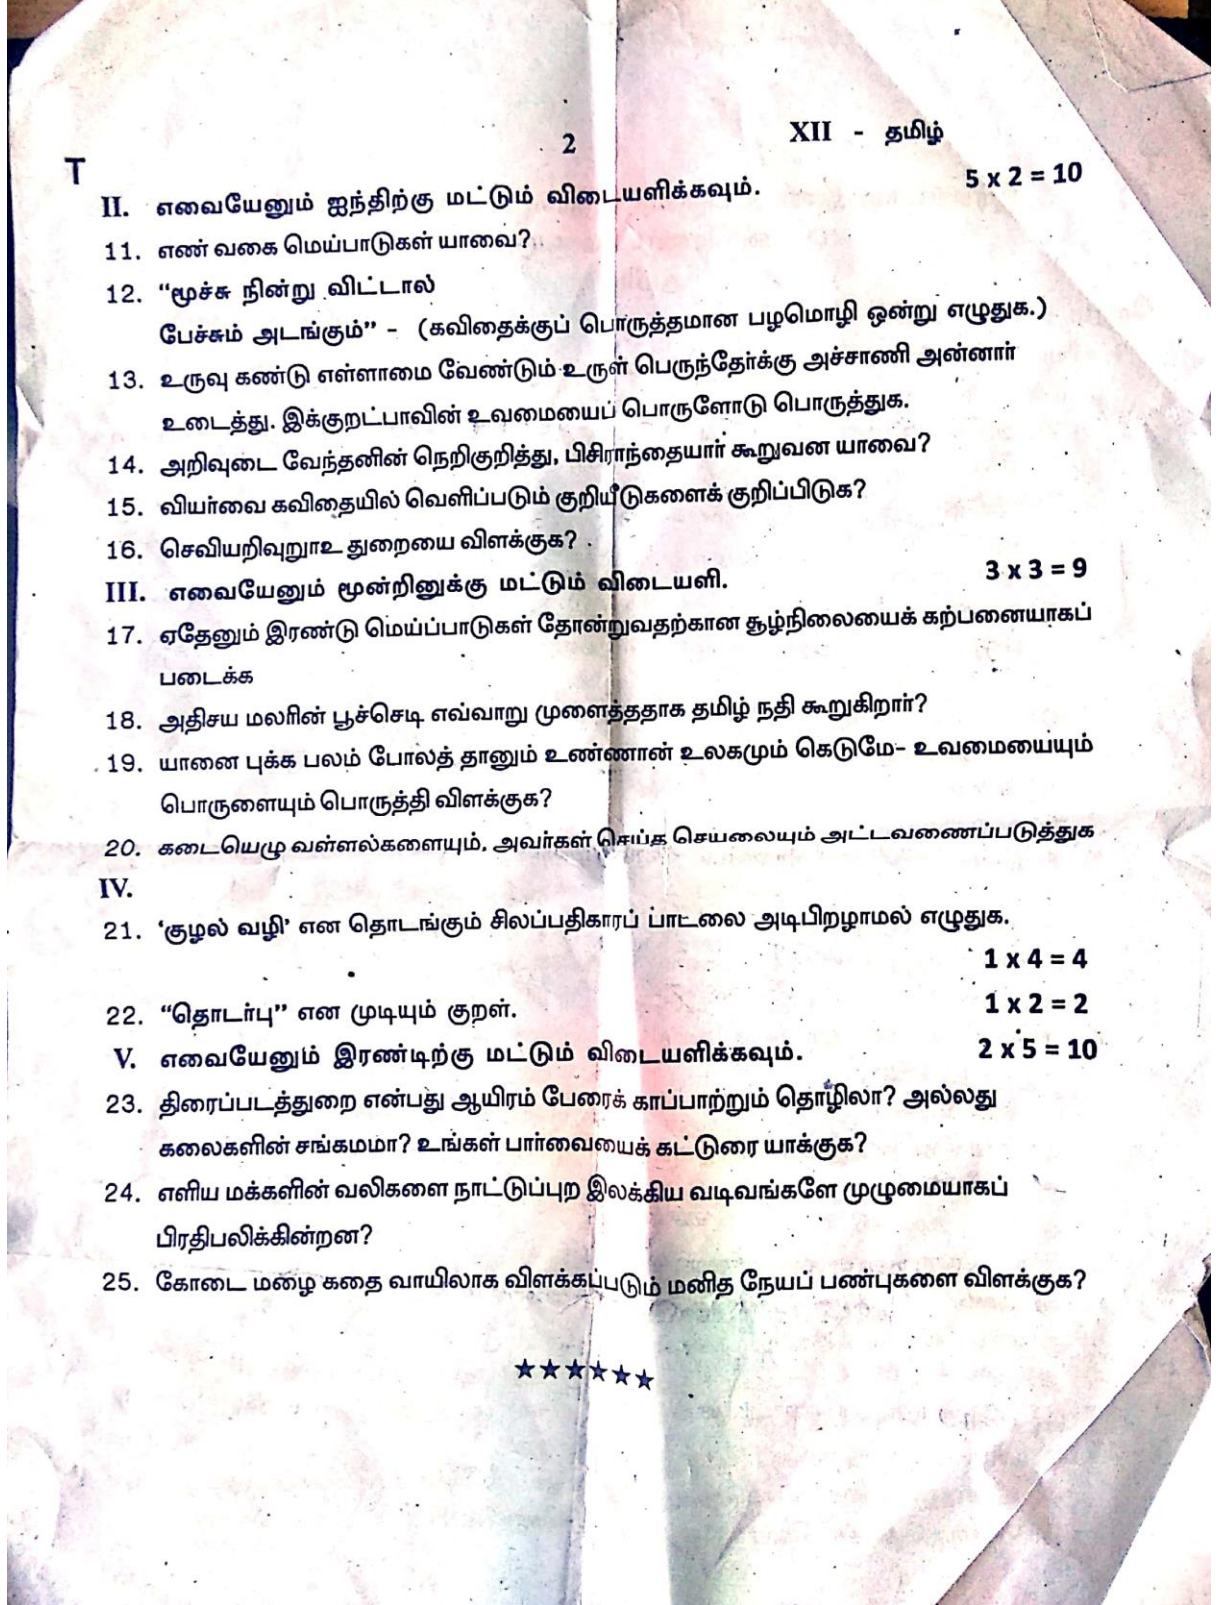 2
XII - தமிழ்
T
II. எவையேனும் ஐந்திற்கு மட்டும் விடையளிக்கவும். 5 x 2 = 10
11. எண் வகை மெய்பாடுகள் யாவை?
12. “மூச்சு நின்று விட்டால்
பேச்சும் அடங்கும்” - (கவிதைக்குப் பொருத்தமான பழமொழி ஒன்று எழுதுக.)
13. உருவு கண்டு எள்ளாமை வேண்டும் உருள் பெருந்தேர்க்கு அச்சாணி அன்னார்
உடைத்து. இக்குறட்பாவின் உவமையைப் பொருளோடு பொருத்துக.
14. அறிவுடை வேந்தனின் நெறிகுறித்து, பிசிராந்தையார் கூறுவன யாவை?
15. வியர்வை கவிதையில் வெளிப்படும் குறியீடுகளைக் குறிப்பிடுக?
16. செவியறிவுறுாஉ துறையை விளக்குக?
III. எவையேனும் மூன்றினுக்கு மட்டும் விடையளி. 3 x 3 = 9
17. ஏதேனும் இரண்டு மெய்ப்பாடுகள் தோன்றுவதற்கான சூழ்நிலையைக் கற்பனையாகப்
படைக்க
18. அதிசய மலரின் பூச்செடி எவ்வாறு முளைத்ததாக தமிழ் நதி கூறுகிறார்?
19. யானை புக்க பலம் போலத் தானும் உண்ணான் உலகமும் கெடுமே- உவமையையும்
பொருளையும் பொருத்தி விளக்குக?
20. கடையெழு வள்ளல்களையும், அவர்கள் செய்த செயலையும் அட்டவணைப்படுத்துக
IV.
21. ‘குழல் வழி’ என தொடங்கும் சிலப்பதிகாரப் பாடலை அடிபிறழாமல் எழுதுக.
1 x 4 = 4
22. “தொடர்பு” என முடியும் குறள். 1 x 2 = 2
V. எவையேனும் இரண்டிற்கு மட்டும் விடையளிக்கவும். 2 x 5 = 10
23. திரைப்படத்துறை என்பது ஆயிரம் பேரைக் காப்பாற்றும் தொழிலா? அல்லது
கலைகளின் சங்கமமா? உங்கள் பார்வையைக் கட்டுரை யாக்குக?
24. எளிய மக்களின் வலிகளை நாட்டுப்புற இலக்கிய வடிவங்களே முழுமையாகப்
பிரதிபலிக்கின்றன?
25. கோடை மழை கதை வாயிலாக விளக்கப்படும் மனித நேயப் பண்புகளை விளக்குக?
★★★★★★